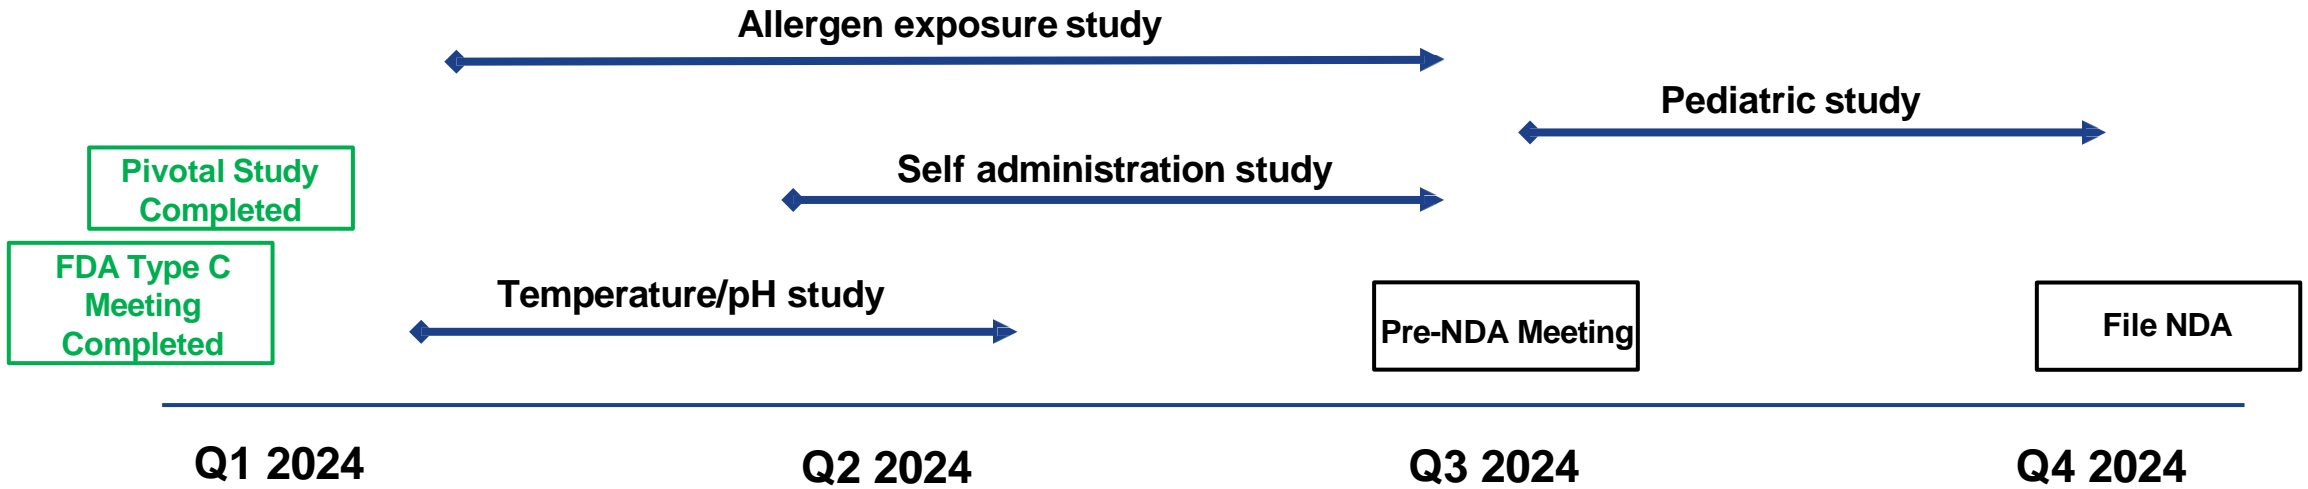 Allergen exposure study
Pediatric study
Pivotal Study
Completed
Self administration study
FDA Type C
Meeting
Completed
Temperature/pH study
Pre-NDA Meeting
File NDA
Q1 2024
Q2 2024
Q3 2024
Q4 2024